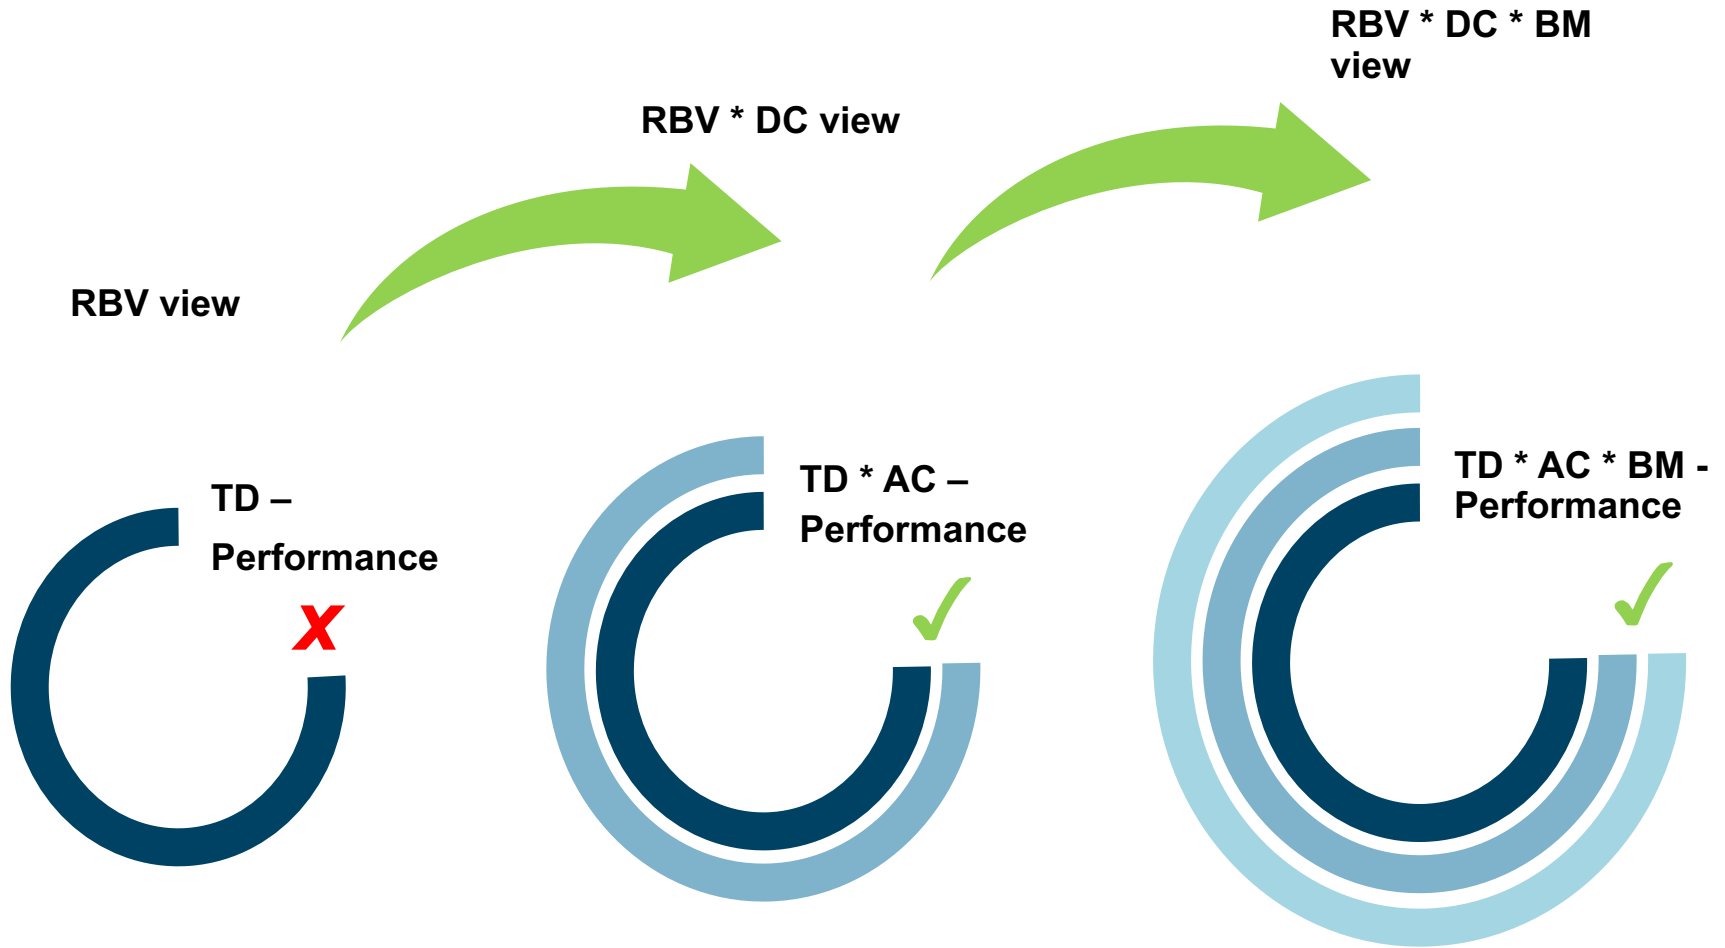 RBV * DC * BM
view
RBV * DC view
RBV view
TD –
Performance
x
TD * AC –
Performance
✓
TD * AC * BM -
Performance
✓